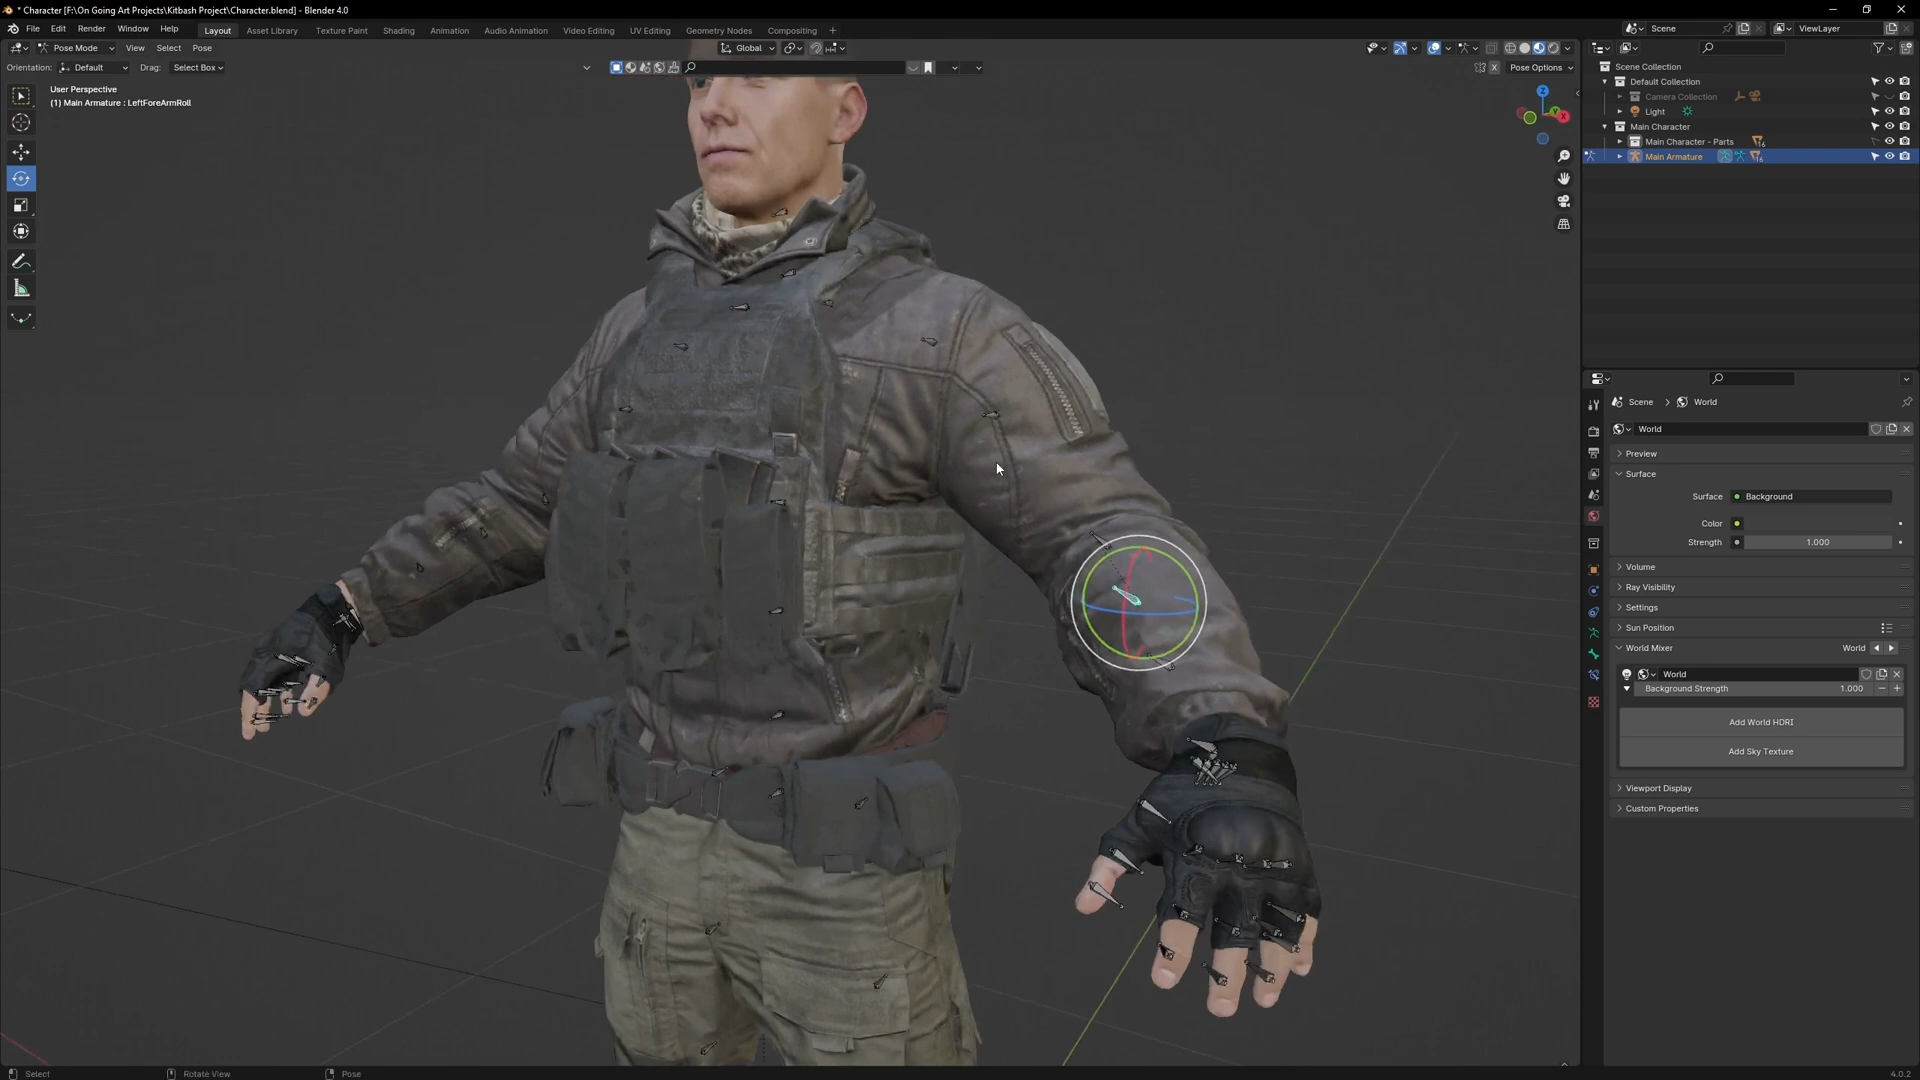 * Character [F:\On Going Art Projects\Kitbash Project\Character.blend] - Blender 4.0
File Edit Render Window Help Layout Asset Library Texture Paint Shading Animation Audio Animation Video Editing UV Editing Geometry Nodes Compositing + Scene ViewLayer
Pose Mode View Select Pose Global
Orientation: Default Drag: Select Box Pose Options
User Perspective
(1) Main Armature : LeftForeArmRoll
Z
Y
X
Scene Collection
Default Collection
Camera Collection
Light
Main Character
Main Character - Parts 16
Main Armature 16
Scene > World
World
Preview
Surface
Surface Background
Color
Strength 1.000
Volume
Ray Visibility
Settings
Sun Position
World Mixer World
World
Background Strength 1.000
Add World HDRI
Add Sky Texture
Viewport Display
Custom Properties
Select Rotate View Pose 4.0.2